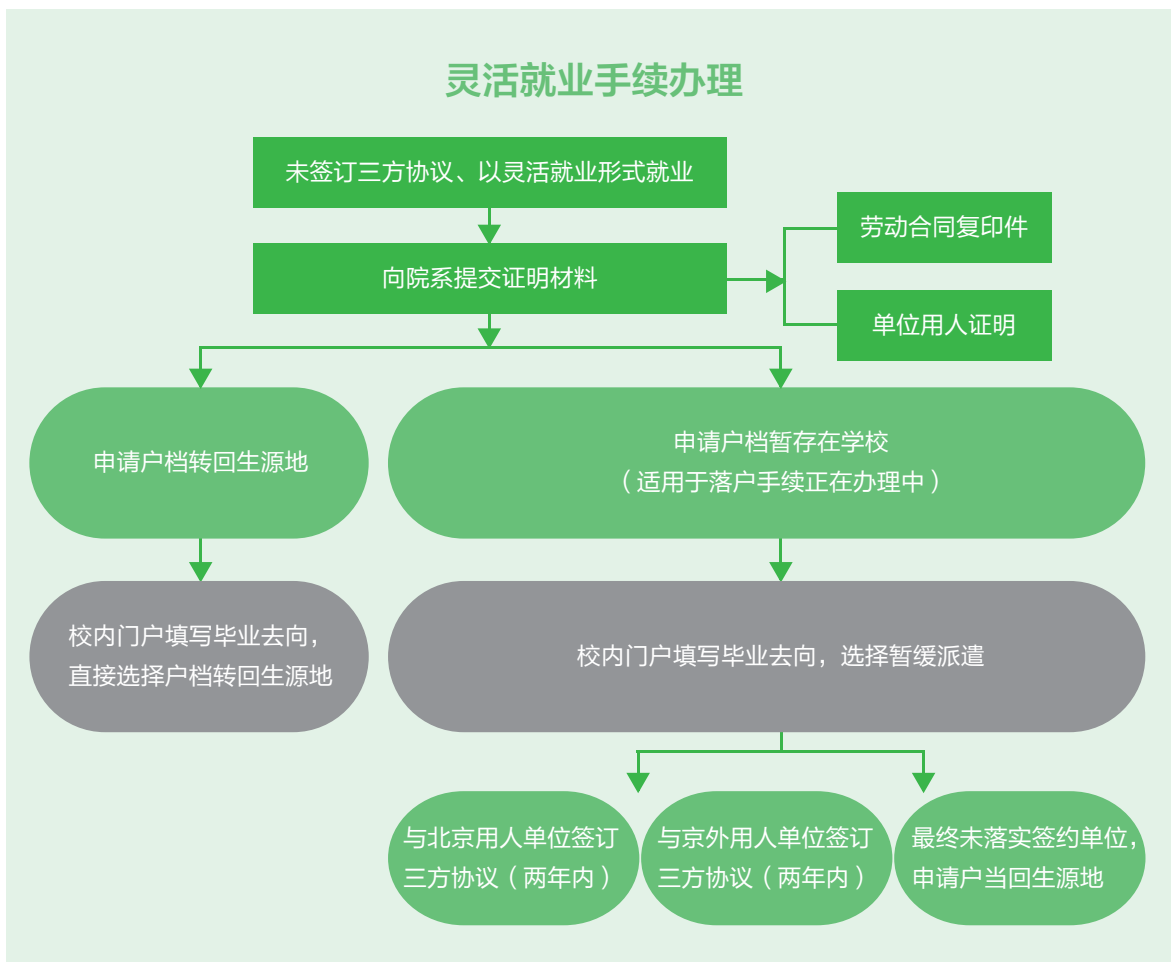 灵活就业手续办理
未签订三方协议、以灵活就业形式就业
向院系提交证明材料
劳动合同复印件
单位用人证明
申请户档转回生源地
申请户档暂存在学校
（适用于落户手续正在办理中）
校内门户填写毕业去向，
直接选择户档转回生源地
校内门户填写毕业去向，选择暂缓派遣
与北京用人单位签订
三方协议（两年内）
与京外用人单位签订
三方协议（两年内）
最终未落实签约单位，
申请户当回生源地